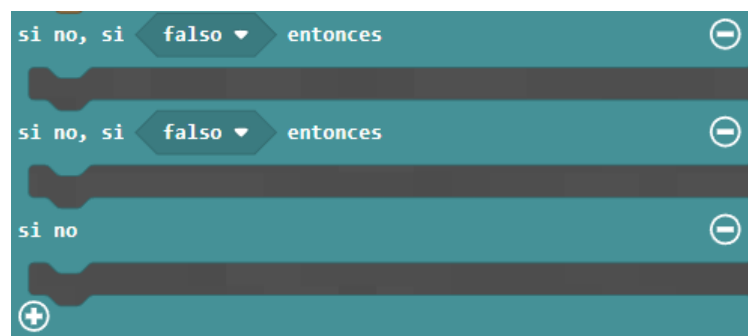 si no, si falso entonces
si no, si falso entonces
si no